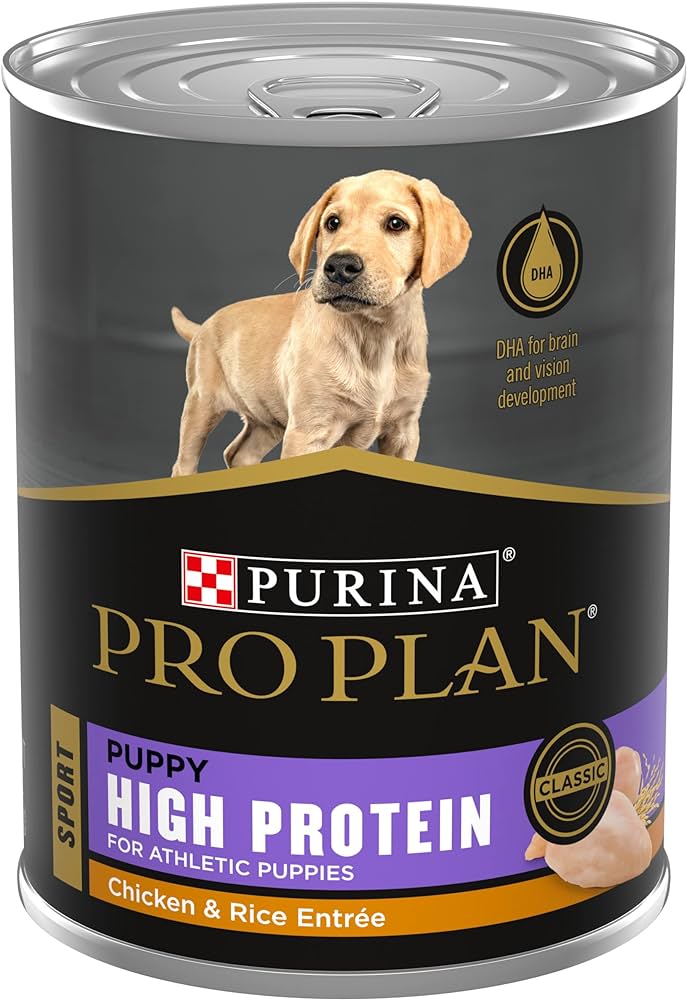 DHA
DHA for brain
and vision
development
PURINA®
PRO PLAN®
SPORT
PUPPY
HIGH PROTEIN
FOR ATHLETIC PUPPIES
CLASSIC
Chicken & Rice Entrée